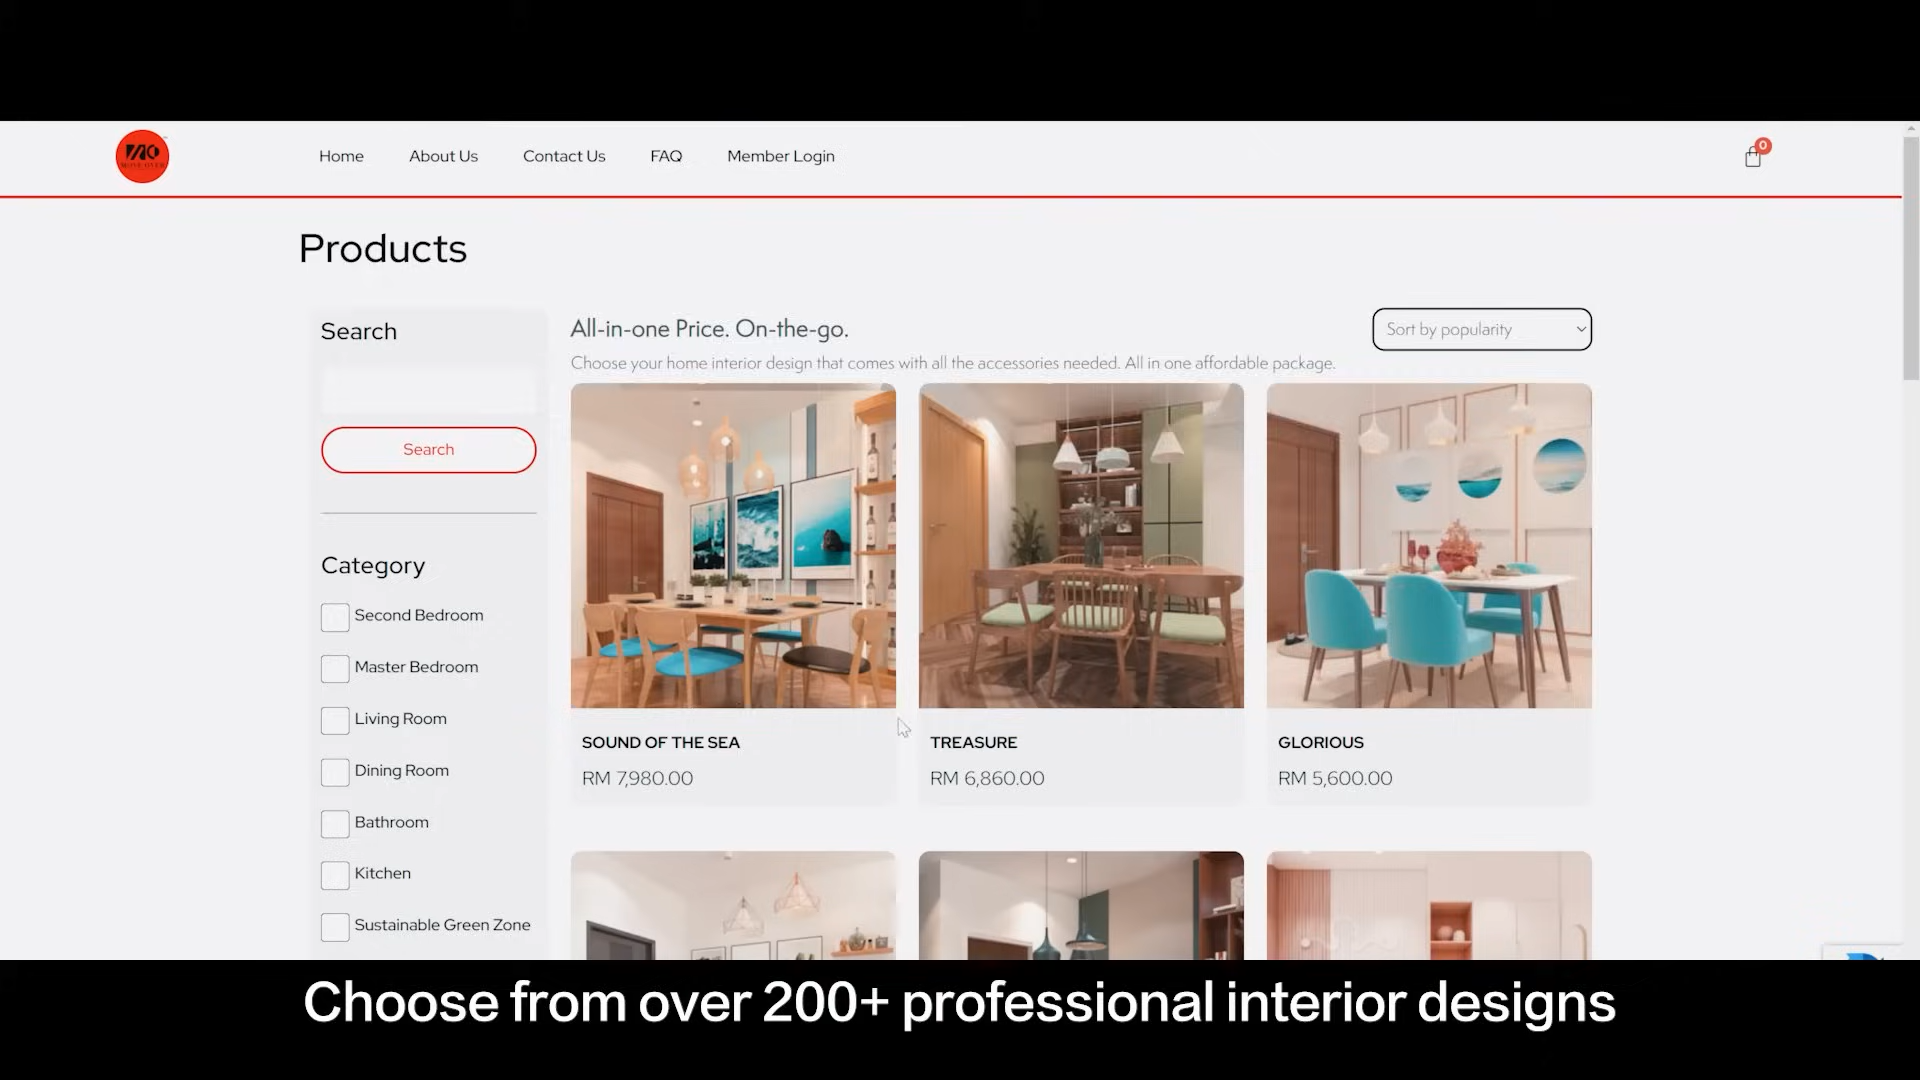 Home About Us Contact Us FAQ Member Login
0
Products
Search
Search
Category
Second Bedroom
Master Bedroom
Living Room
Dining Room
Bathroom
Kitchen
Sustainable Green Zone
All-in-one Price. On-the-go.
Sort by popularity
Choose your home interior design that comes with all the accessories needed. All in one affordable package.
SOUND OF THE SEA
RM 7,980.00
TREASURE
RM 6,860.00
GLORIOUS
RM 5,600.00
Choose from over 200+ professional interior designs